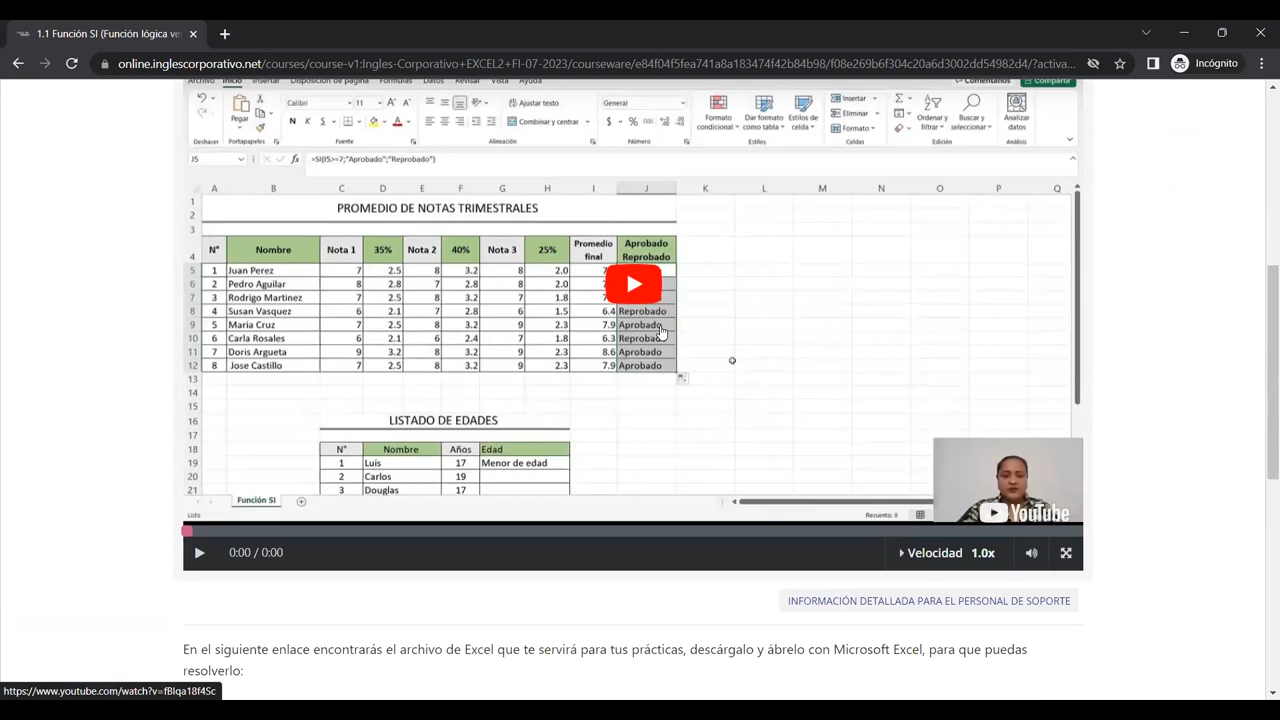 1.1 Función SI (Función lógica ve
online.inglescorporativo.net/courses/course-v1:Ingles-Corporativo+EXCEL2+FI-07-2023/courseware/e84f04f5fea741a8a183474f42b84b98/f08e269b6f304c20a6d3002dd54982d4/?activa...
Incógnito
Archivo Inicio Insertar Disposición de página Fórmulas Datos Revisar Vista Ayuda Comentarios Compartir
Calibri 11 Ajustar texto General Insertar
Pegar N K S Combinar y centrar $ % 000 Formato condicional Dar formato como tabla Estilos de celda Eliminar Formato Ordenar y filtrar Buscar y seleccionar Analizar datos
Deshacer Portapapeles Fuente Alineación Número Estilos Celdas Edición Análisis
J5 fx =SI(I5>=7;"Aprobado";"Reprobado")
A B C D E F G H I J K L M N O P Q
1 PROMEDIO DE NOTAS TRIMESTRALES
2
3
4 N° Nombre Nota 1 35% Nota 2 40% Nota 3 25% Promedio final Aprobado Reprobado
5 1 Juan Perez 7 2.5 8 3.2 8 2.0
6 2 Pedro Aguilar 8 2.8 7 2.8 8 2.0
7 3 Rodrigo Martinez 7 2.5 8 3.2 7 1.8
8 4 Susan Vasquez 6 2.1 7 2.8 6 1.5 6.4 Reprobado
9 5 Maria Cruz 7 2.5 8 3.2 9 2.3 7.9 Aprobado
10 6 Carla Rosales 6 2.1 6 2.4 7 1.8 6.3 Reprobado
11 7 Doris Argueta 9 3.2 8 3.2 9 2.3 8.6 Aprobado
12 8 Jose Castillo 7 2.5 8 3.2 9 2.3 7.9 Aprobado
13
14
15
16 LISTADO DE EDADES
17
18 N° Nombre Años Edad
19 1 Luis 17 Menor de edad
20 2 Carlos 19
21 3 Douglas 17
Función SI
YouTube
Listo Recuento: 8
0:00 / 0:00 Velocidad 1.0x
INFORMACIÓN DETALLADA PARA EL PERSONAL DE SOPORTE
En el siguiente enlace encontrarás el archivo de Excel que te servirá para tus prácticas, descárgalo y ábrelo con Microsoft Excel, para que puedas
resolverlo:
https://www.youtube.com/watch?v=fBlqa18f4Sc